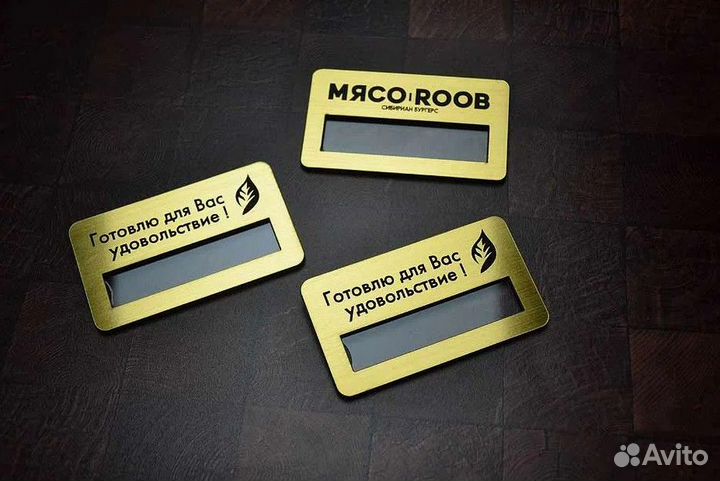 МЯСО ROOB
СИБИРИАН БУРГЕРС
Готовлю для Вас
удовольствие !
Готовлю для Вас
удовольствие !
Avito